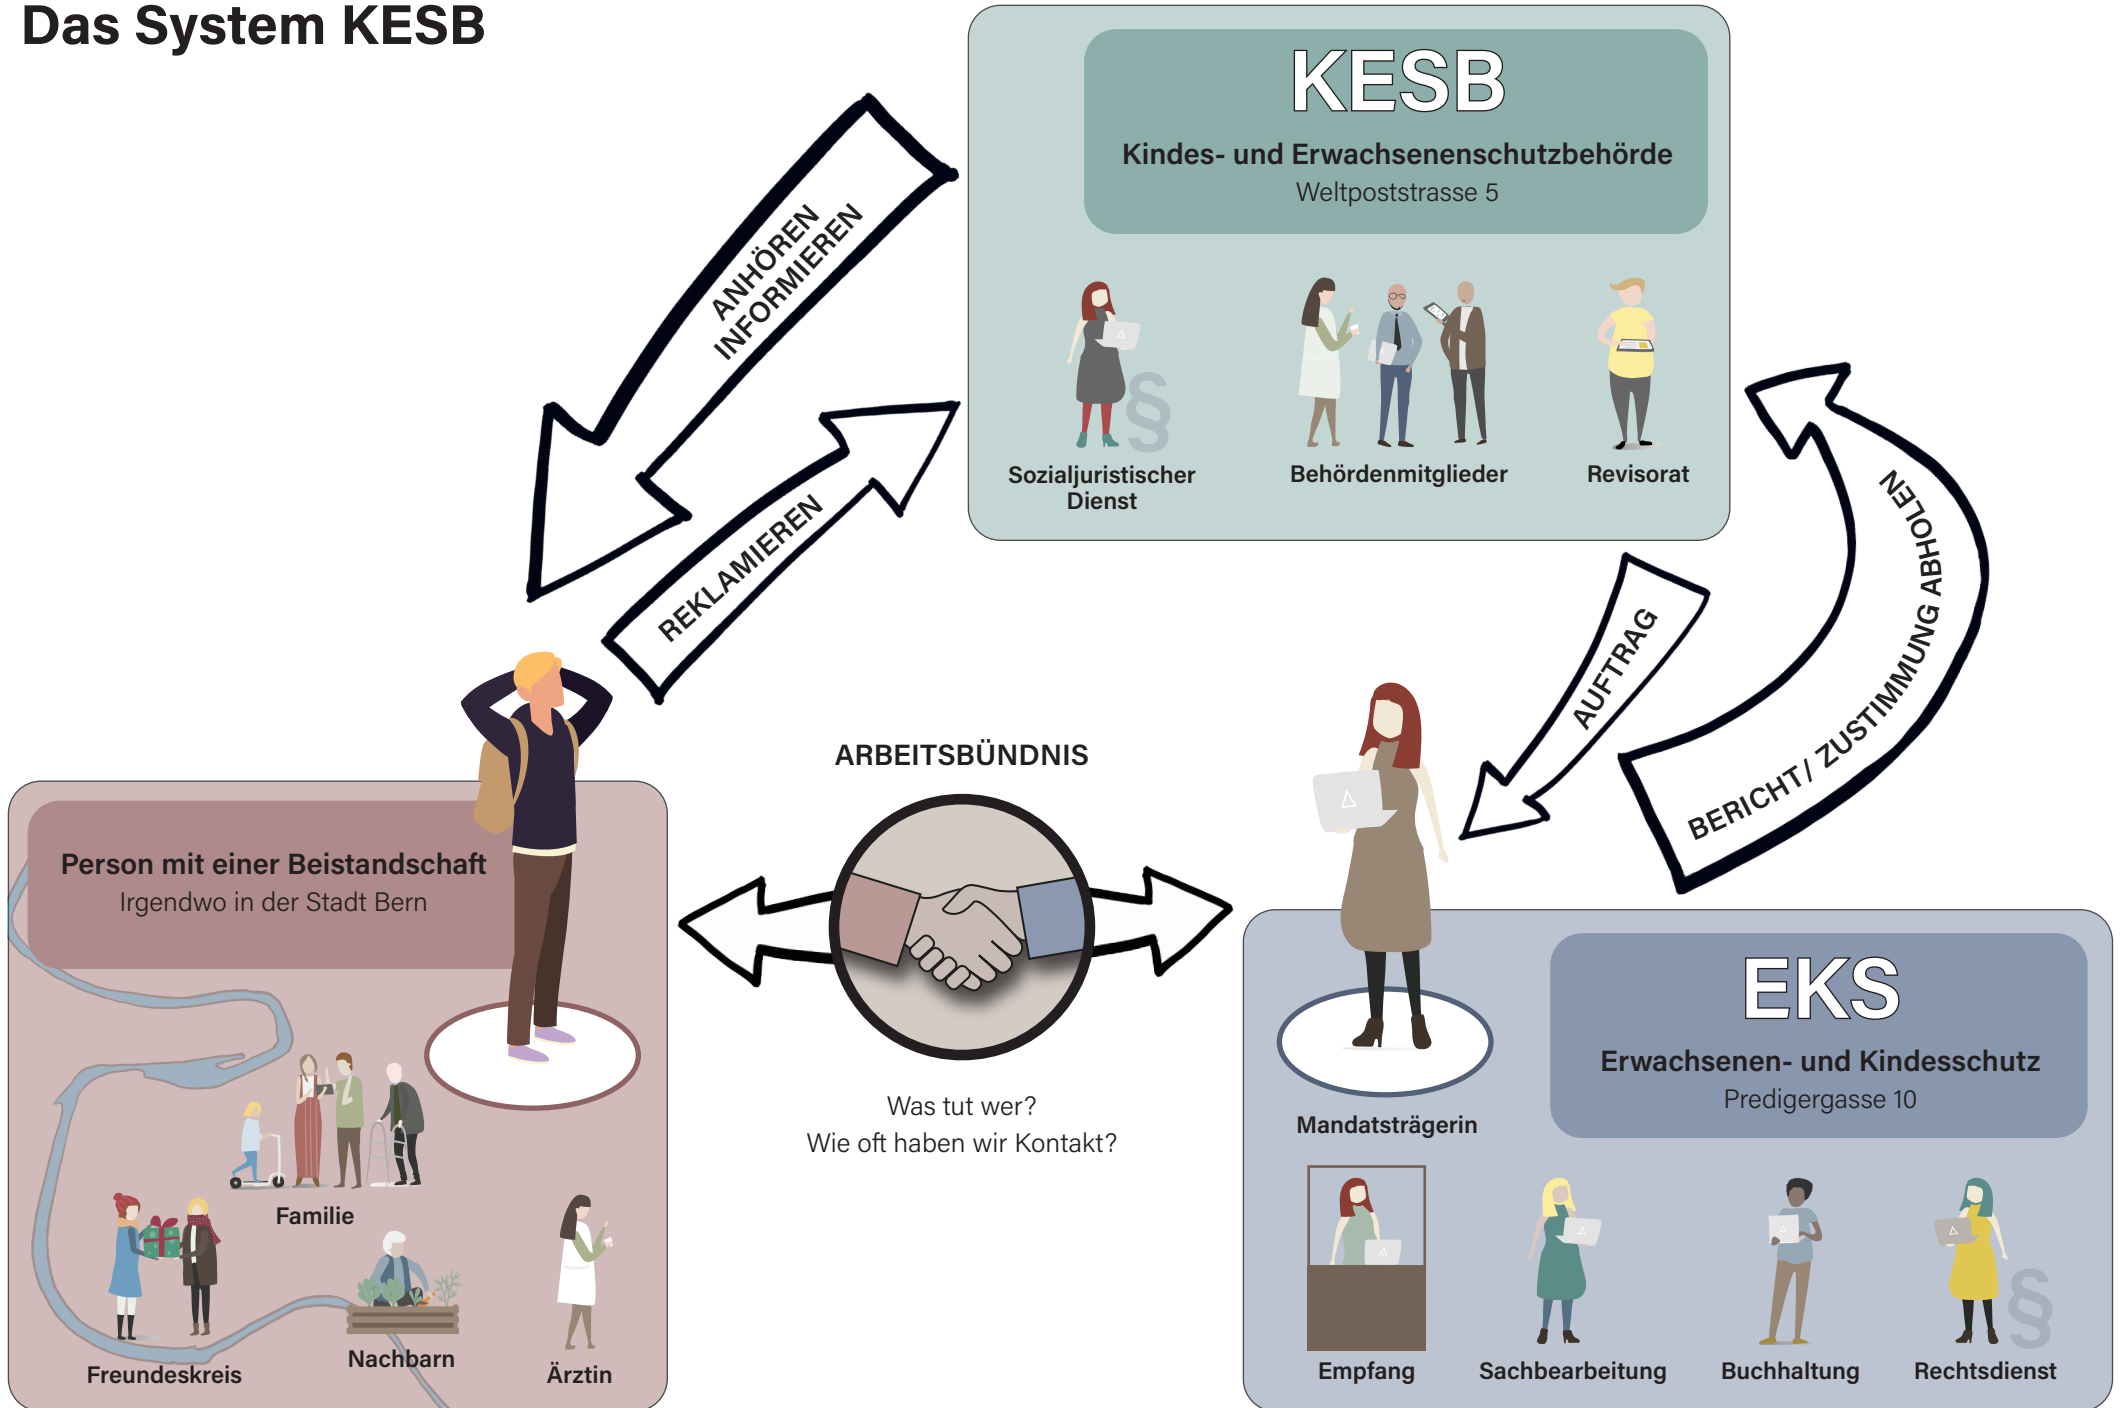 Das System KESB
KESB
Kindes- und Erwachsenenschutzbehörde
Weltpoststrasse 5
Sozialjuristischer
Dienst
§
Behördenmitglieder
Revisorat
ANHÖREN
INFORMIEREN
REKLAMIEREN
AUFTRAG
BERICHT/ ZUSTIMMUNG ABHOLEN
ARBEITSBÜNDNIS
Was tut wer?
Wie oft haben wir Kontakt?
Person mit einer Beistandschaft
Irgendwo in der Stadt Bern
Familie
Freundeskreis
Nachbarn
Ärztin
EKS
Erwachsenen- und Kindesschutz
Predigergasse 10
Mandatsträgerin
Empfang
Sachbearbeitung
Buchhaltung
Rechtsdienst
§